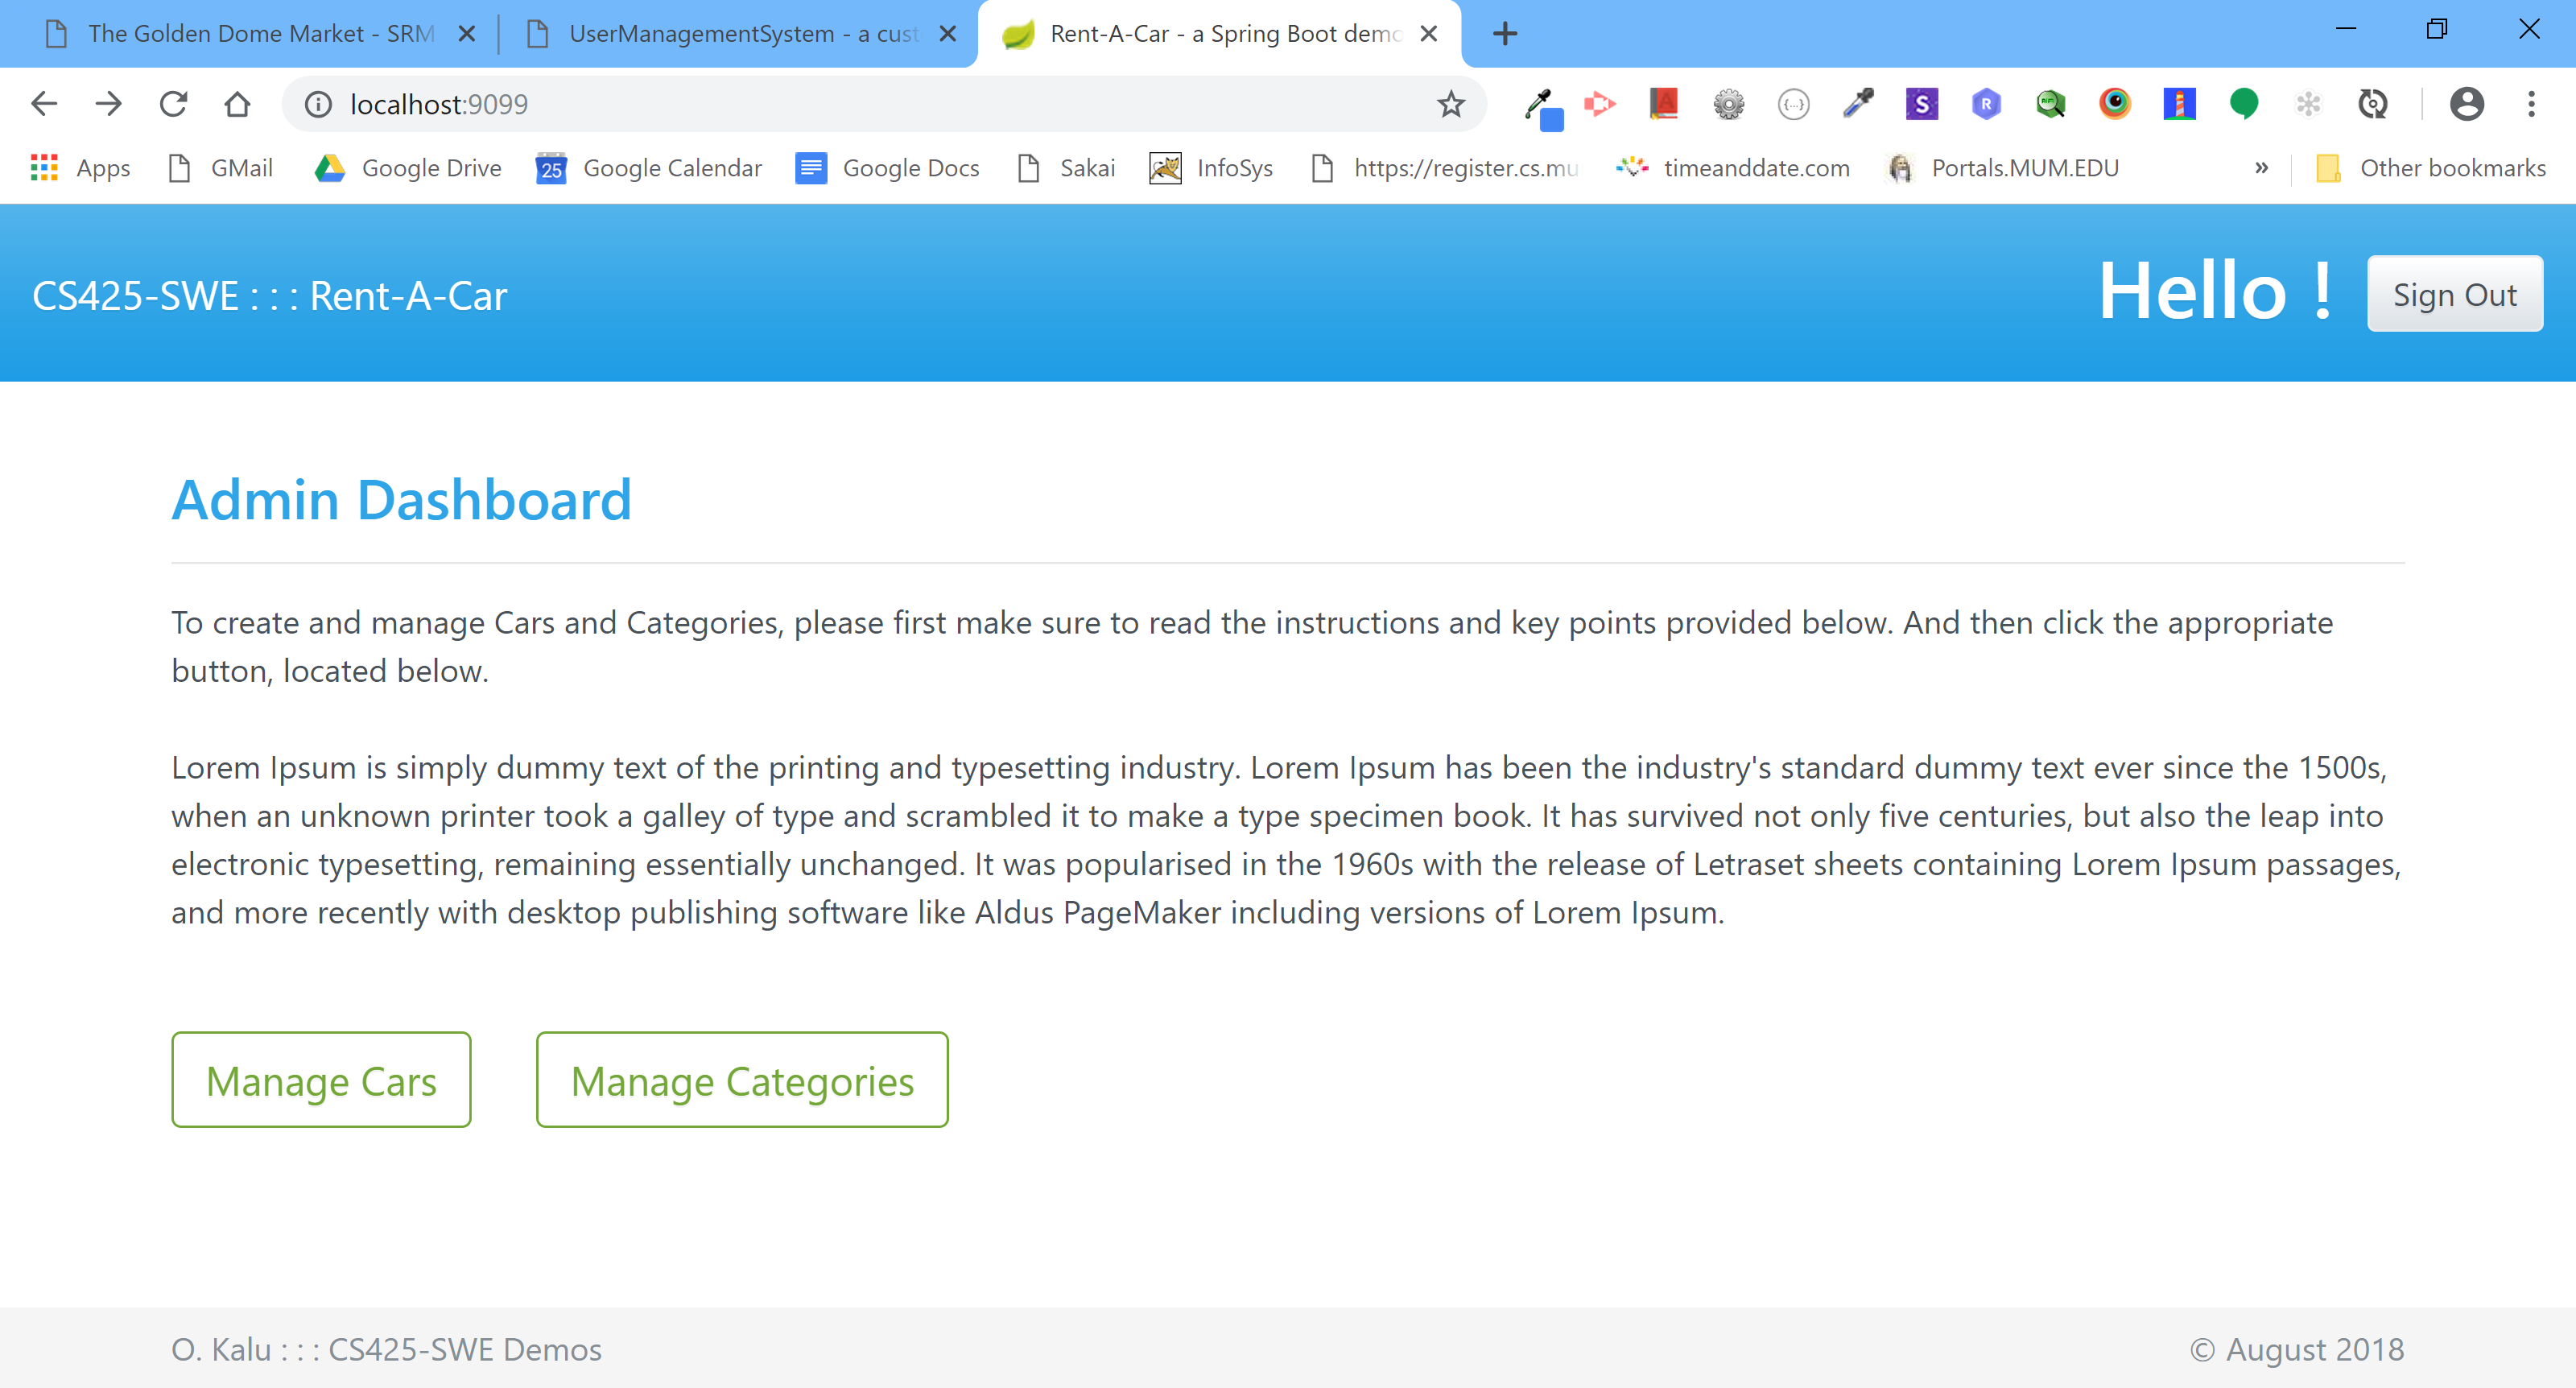 The Golden Dome Market - SRM
UserManagementSystem - a cust
Rent-A-Car - a Spring Boot demo
localhost:9099
Apps
GMail
Google Drive
25
Google Calendar
Google Docs
Sakai
InfoSys
https://register.cs.mu
timeanddate.com
Portals.MUM.EDU
»
Other bookmarks
CS425-SWE : : : Rent-A-Car
Hello !
Sign Out
Admin Dashboard
To create and manage Cars and Categories, please first make sure to read the instructions and key points provided below. And then click the appropriate
button, located below.
Lorem Ipsum is simply dummy text of the printing and typesetting industry. Lorem Ipsum has been the industry's standard dummy text ever since the 1500s,
when an unknown printer took a galley of type and scrambled it to make a type specimen book. It has survived not only five centuries, but also the leap into
electronic typesetting, remaining essentially unchanged. It was popularised in the 1960s with the release of Letraset sheets containing Lorem Ipsum passages,
and more recently with desktop publishing software like Aldus PageMaker including versions of Lorem Ipsum.
Manage Cars
Manage Categories
O. Kalu : : : CS425-SWE Demos
© August 2018